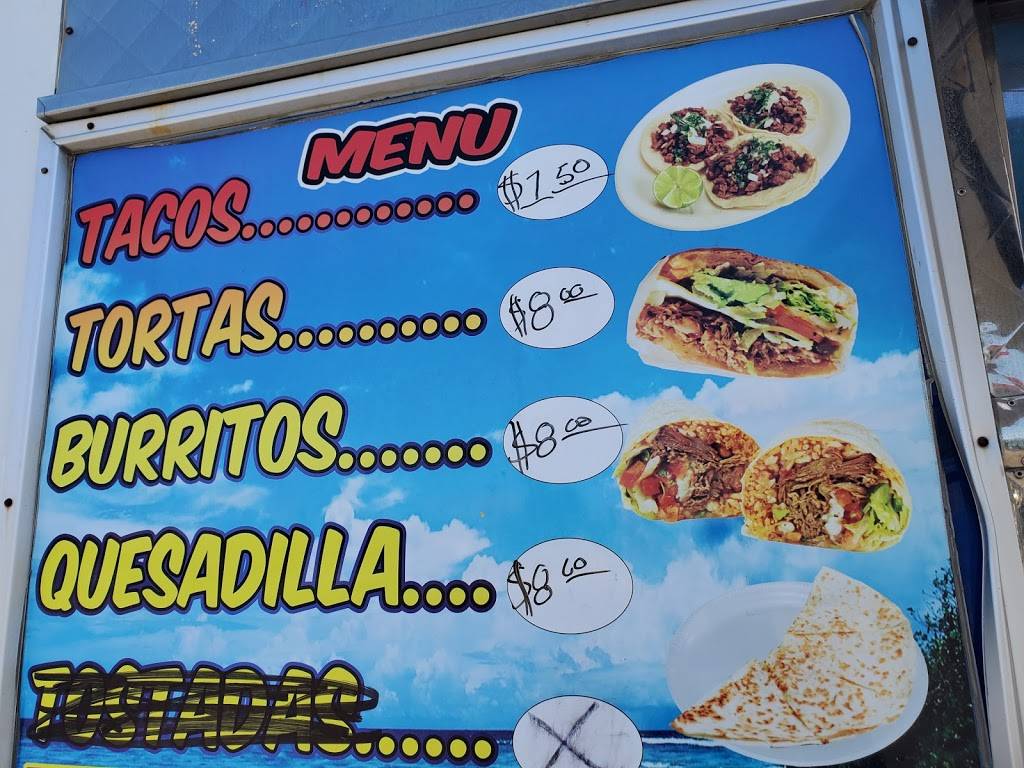 MENU
TACOS............ $1.50
TORTAS.......... $8.00
BURRITOS....... $8.00
QUESADILLA.... $8.00
TOSTADAS....... X